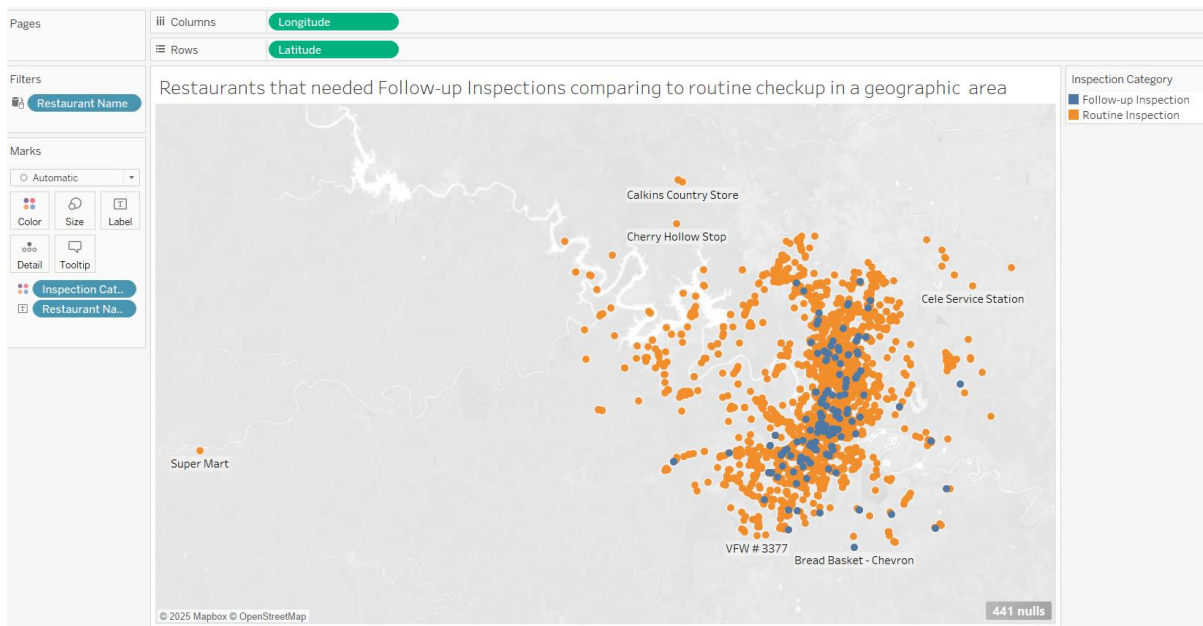 Pages
Columns
Longitude
Rows
Latitude
Filters
Restaurant Name
Marks
Automatic
Color
Size
Label
Detail
Tooltip
Inspection Cat..
Restaurant Na..
Restaurants that needed Follow-up Inspections comparing to routine checkup in a geographic area
Calkins Country Store
Cherry Hollow Stop
Cele Service Station
Super Mart
VFW # 3377
Bread Basket - Chevron
© 2025 Mapbox © OpenStreetMap
441 nulls
Inspection Category
Follow-up Inspection
Routine Inspection